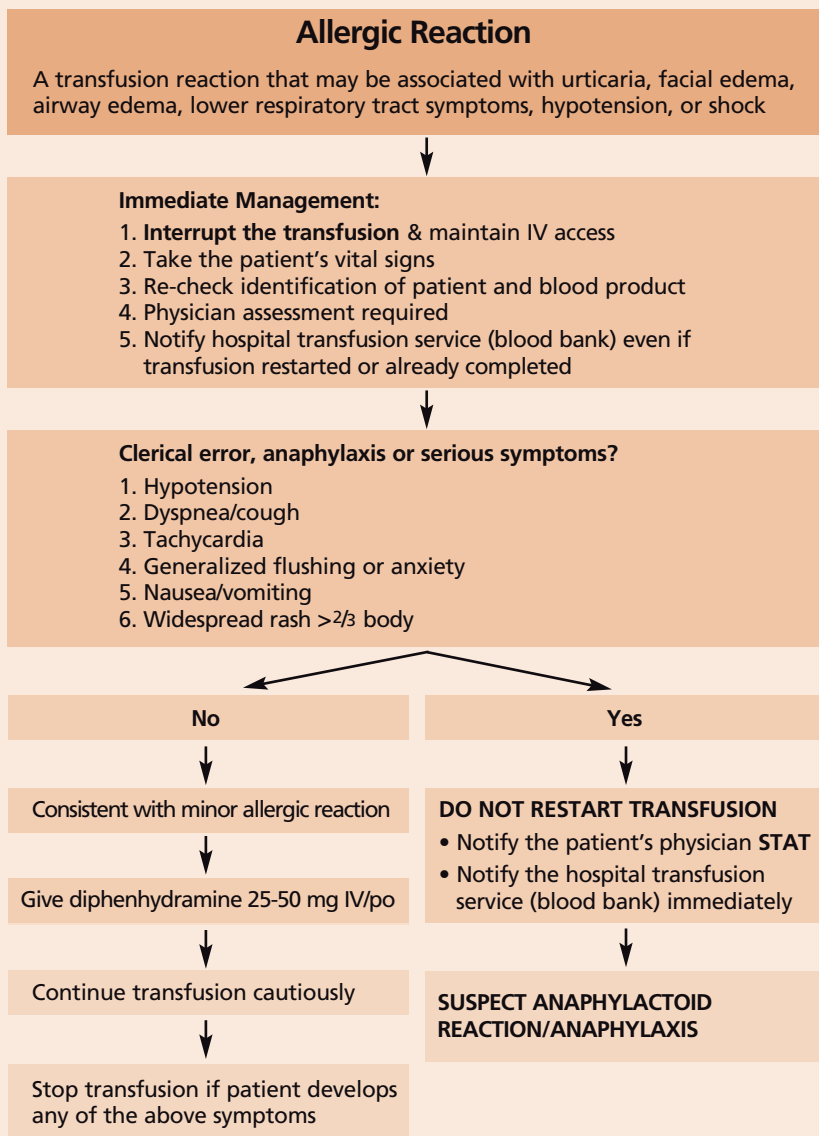 Allergic Reaction
A transfusion reaction that may be associated with urticaria, facial edema,
airway edema, lower respiratory tract symptoms, hypotension, or shock
Immediate Management:
1. Interrupt the transfusion & maintain IV access
2. Take the patient's vital signs
3. Re-check identification of patient and blood product
4. Physician assessment required
5. Notify hospital transfusion service (blood bank) even if
transfusion restarted or already completed
Clerical error, anaphylaxis or serious symptoms?
1. Hypotension
2. Dyspnea/cough
3. Tachycardia
4. Generalized flushing or anxiety
5. Nausea/vomiting
6. Widespread rash >2/3 body
No
Consistent with minor allergic reaction
Give diphenhydramine 25-50 mg IV/po
Continue transfusion cautiously
Stop transfusion if patient develops
any of the above symptoms
Yes
DO NOT RESTART TRANSFUSION
• Notify the patient's physician STAT
• Notify the hospital transfusion
service (blood bank) immediately
SUSPECT ANAPHYLACTOID
REACTION/ANAPHYLAXIS